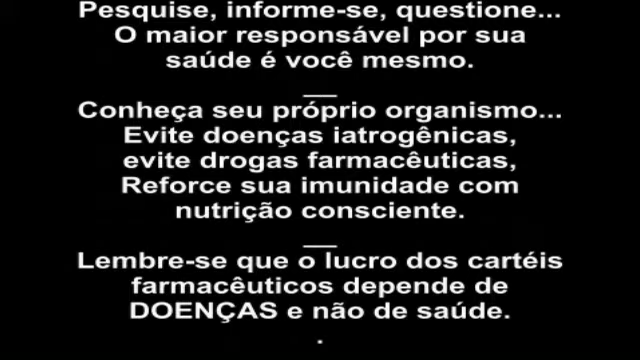 Pesquise, informe-se, questione...
O maior responsável por sua
saúde é você mesmo.
__
Conheça seu próprio organismo...
Evite doenças iatrogênicas,
evite drogas farmacêuticas,
Reforce sua imunidade com
nutrição consciente.
__
Lembre-se que o lucro dos cartéis
farmacêuticos depende de
DOENÇAS e não de saúde.
.